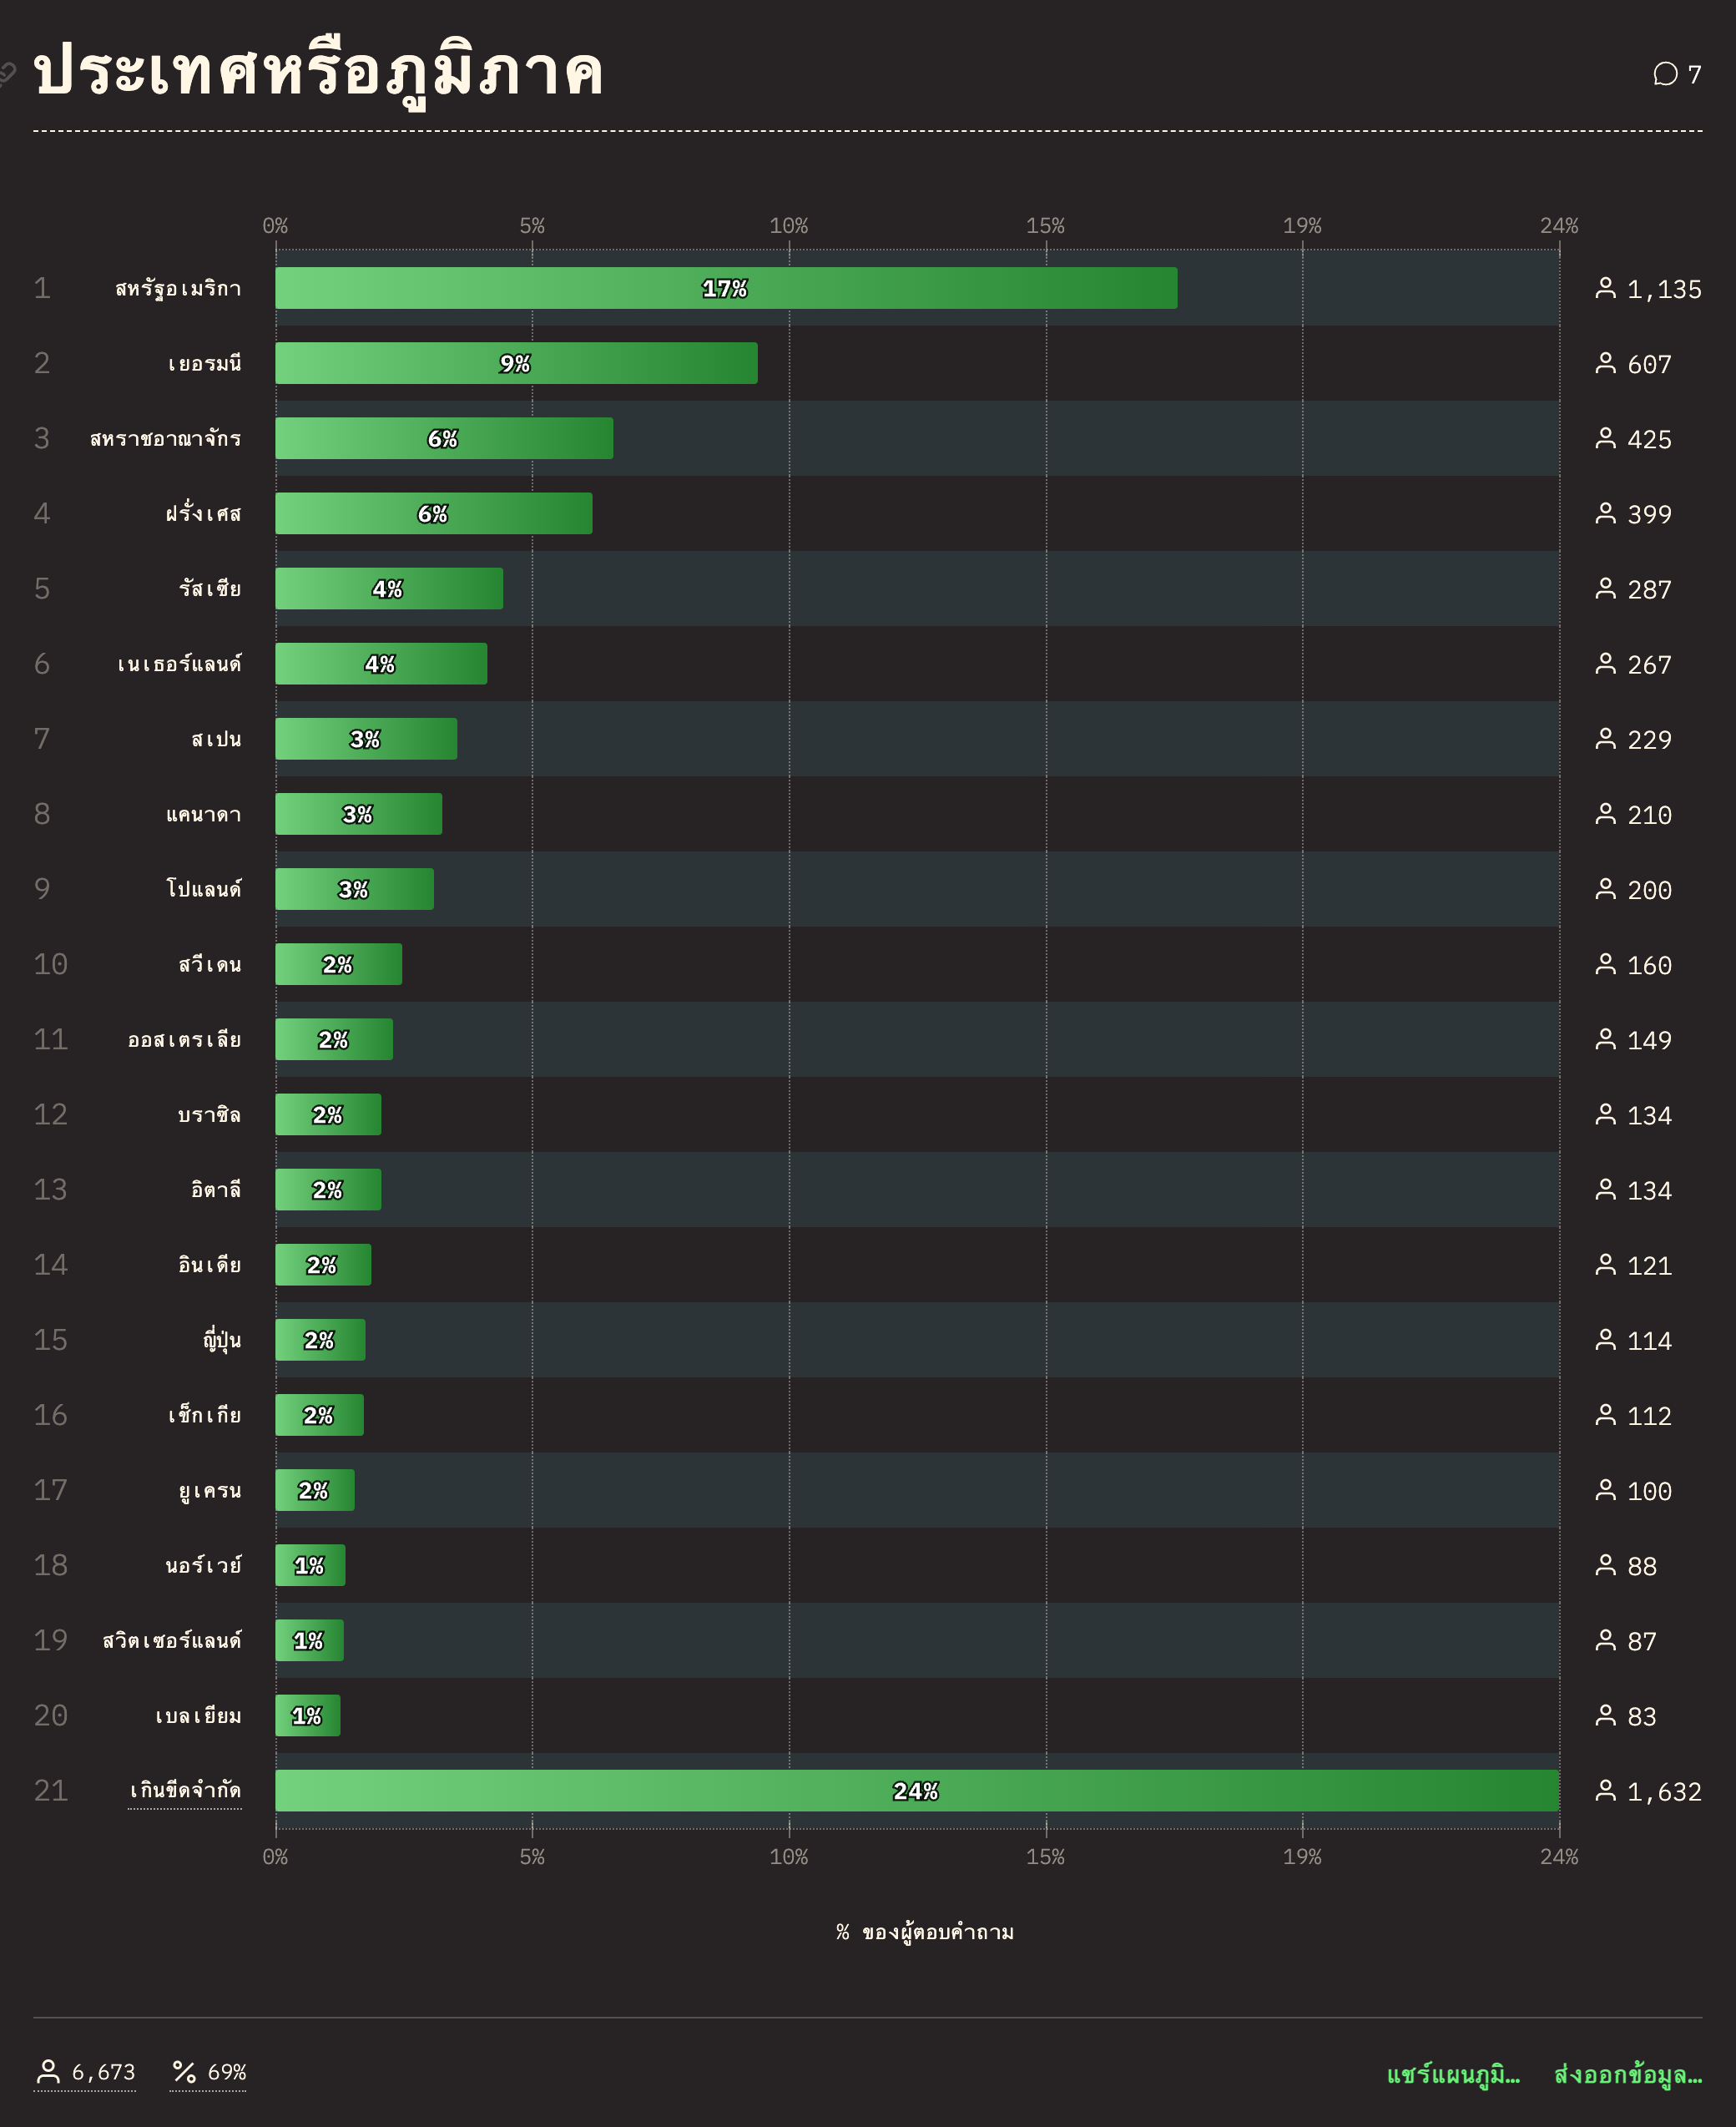 ประเทศหรือภูมิภาค
7
0% 5% 10% 15% 19% 24%
1 สหรัฐอเมริกา 17% 1,135
2 เยอรมนี 9% 607
3 สหราชอาณาจักร 6% 425
4 ฝรั่งเศส 6% 399
5 รัสเซีย 4% 287
6 เนเธอร์แลนด์ 4% 267
7 สเปน 3% 229
8 แคนาดา 3% 210
9 โปแลนด์ 3% 200
10 สวีเดน 2% 160
11 ออสเตรเลีย 2% 149
12 บราซิล 2% 134
13 อิตาลี 2% 134
14 อินเดีย 2% 121
15 ญี่ปุ่น 2% 114
16 เช็กเกีย 2% 112
17 ยูเครน 2% 100
18 นอร์เวย์ 1% 88
19 สวิตเซอร์แลนด์ 1% 87
20 เบลเยียม 1% 83
21 เกินขีดจำกัด 24% 1,632
0% 5% 10% 15% 19% 24%
% ของผู้ตอบคำถาม
6,673 69% แชร์แผนภูมิ… ส่งออกข้อมูล…